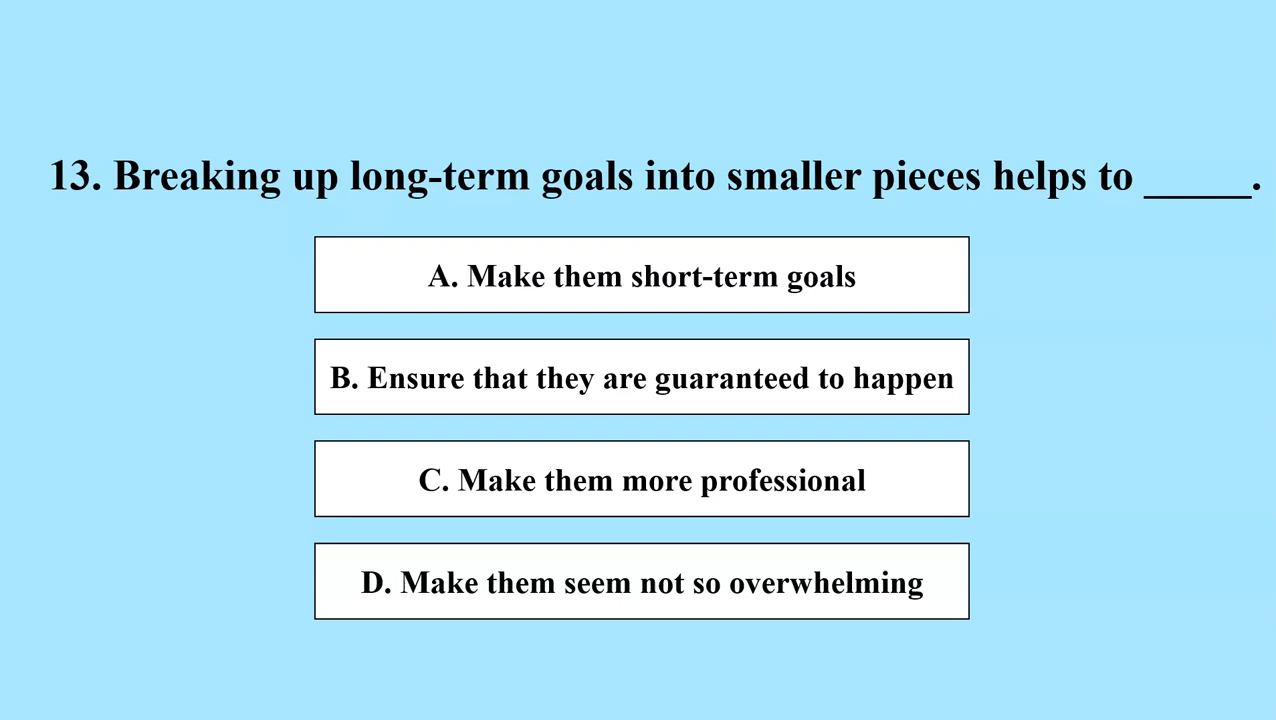 13. Breaking up long-term goals into smaller pieces helps to _____.
A. Make them short-term goals
B. Ensure that they are guaranteed to happen
C. Make them more professional
D. Make them seem not so overwhelming